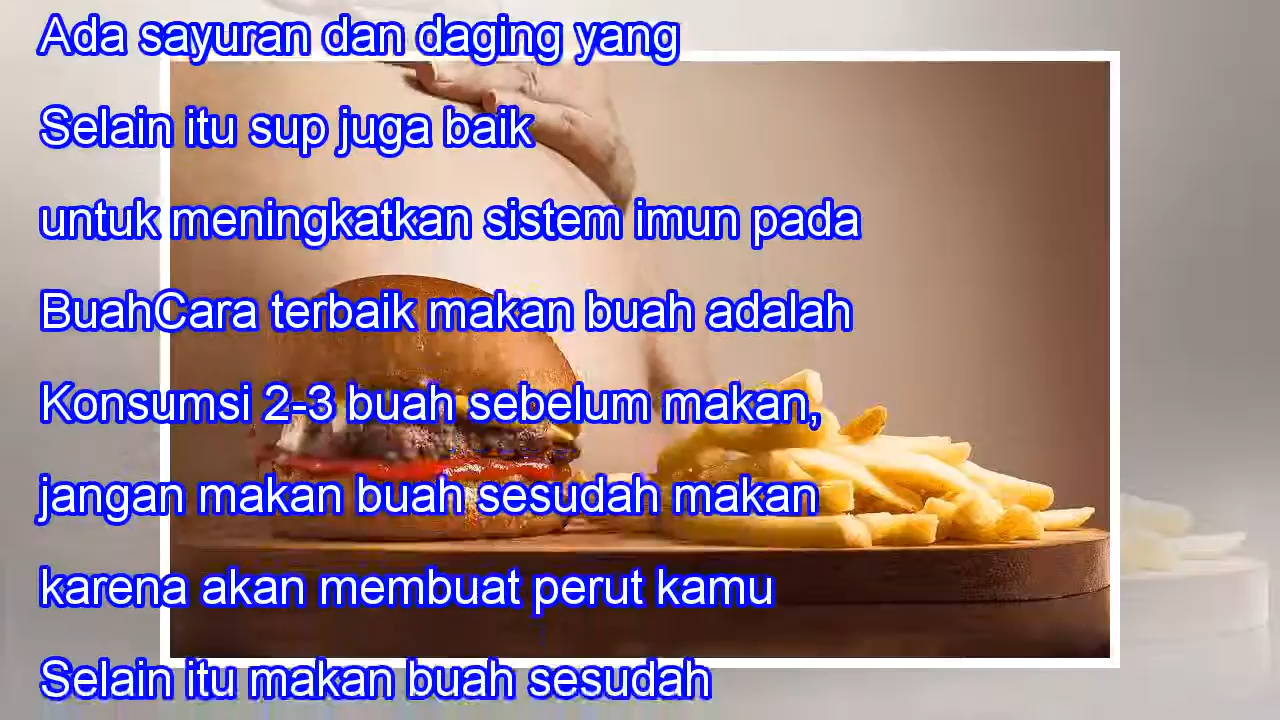 Ada sayuran dan daging yang
Selain itu sup juga baik
untuk meningkatkan sistem imun pada
BuahCara terbaik makan buah adalah
Konsumsi 2-3 buah sebelum makan,
jangan makan buah sesudah makan
karena akan membuat perut kamu
Selain itu makan buah sesudah